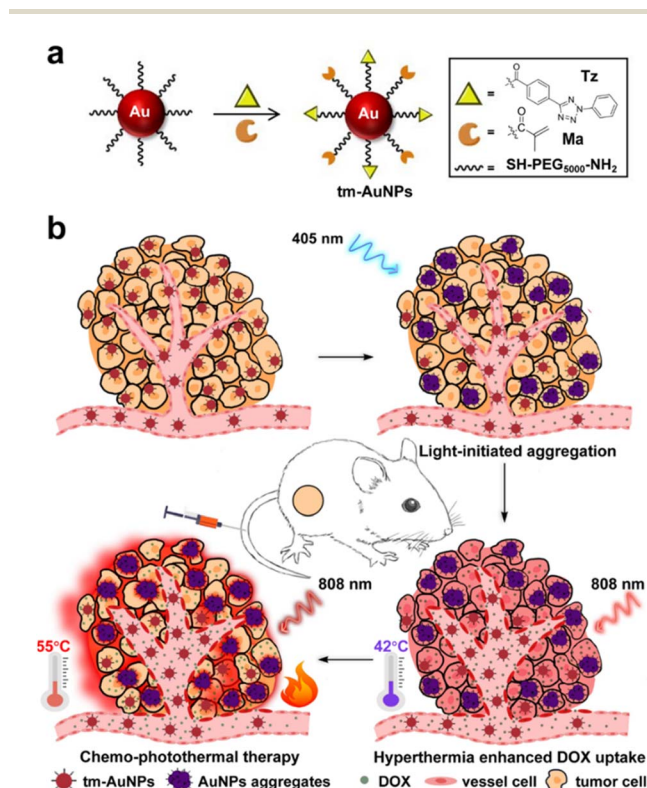 a
Au
Au
tm-AuNPs
= Tz
O
N
N=N
N
= Ma
O
C
= SH-PEG5000-NH2
b
405 nm
Light-initiated aggregation
808 nm
808 nm
55°C
42°C
Chemo-photothermal therapy
Hyperthermia enhanced DOX uptake
tm-AuNPs AuNPs aggregates DOX vessel cell tumor cell